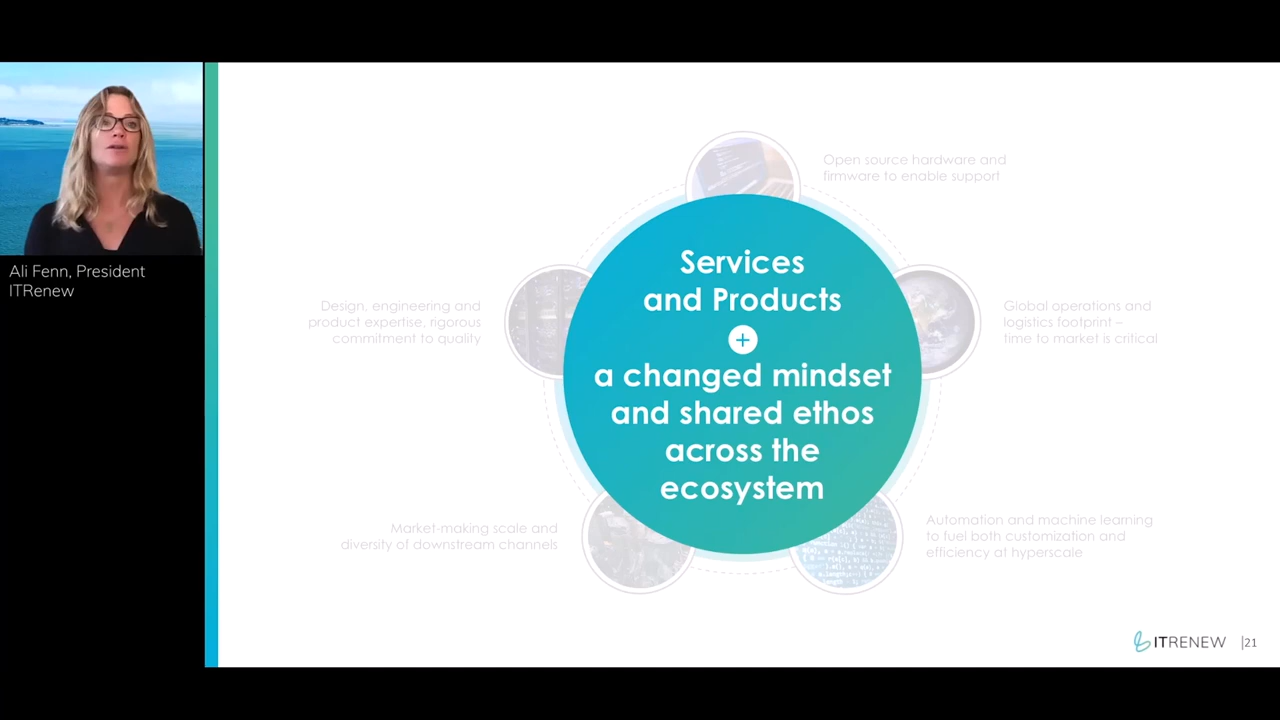 Ali Fenn, President
ITRenew
Open source hardware and
firmware to enable support
Services
and Products
+
a changed mindset
and shared ethos
across the
ecosystem
Design, engineering and
product expertise, rigorous
commitment to quality
Global operations and
logistics footprint –
time to market is critical
Market-making scale and
diversity of downstream channels
Automation and machine learning
to fuel both customization and
efficiency at hyperscale
ITRENEW |21